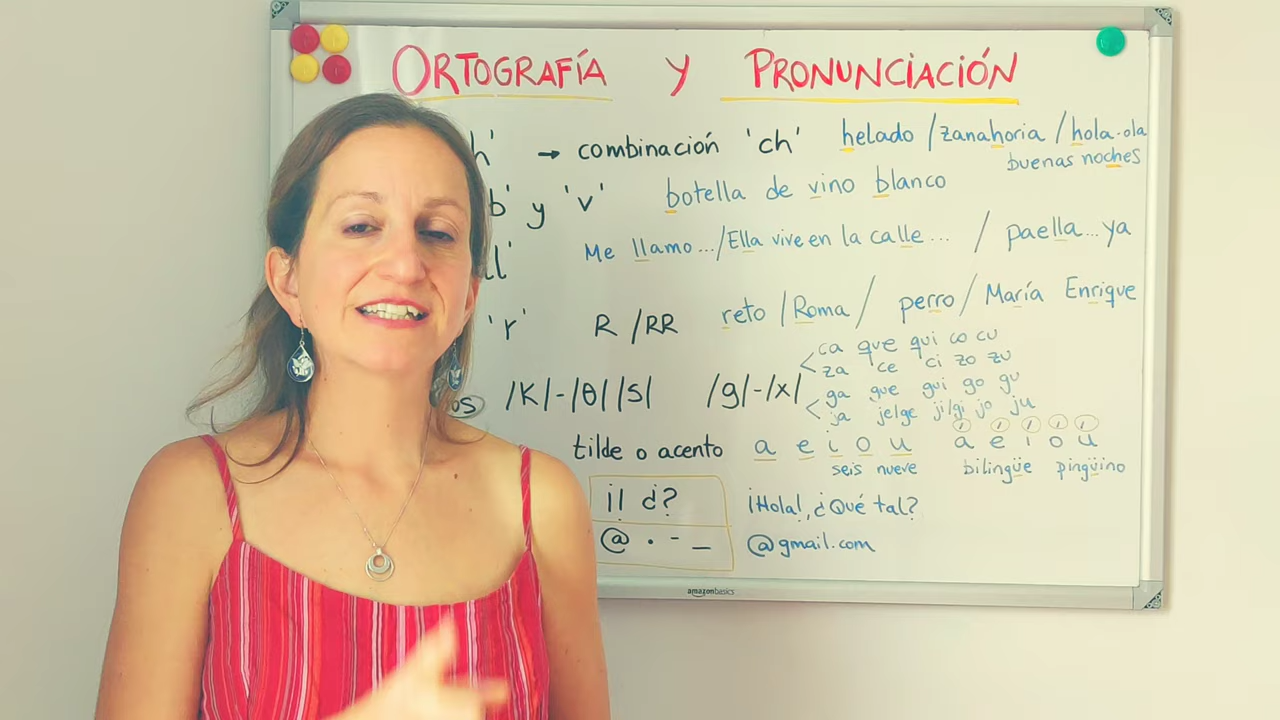 ORTOGRAFÍA Y PRONUNCIACIÓN
h' → combinación 'ch' helado / zanahoria / hola-ola
buenas noches
b' y 'v' botella de vino blanco
ll' Me llamo... / Ella vive en la calle... / paella...ya
'r' R / RR reto / Roma / perro / María Enrique
ca que qui co cu
za ce ci zo zu
os /K/-/θ//s/ /g/-/x/ ga gue gui go gu
ja je/ge ji/gi jo ju
tilde o acento a e i o u á é í ó ú
seis nueve bilingüe pingüino
¡! ¿? ¡Hola!, ¿Qué tal?
@ . - _ @gmail.com
amazonbasics